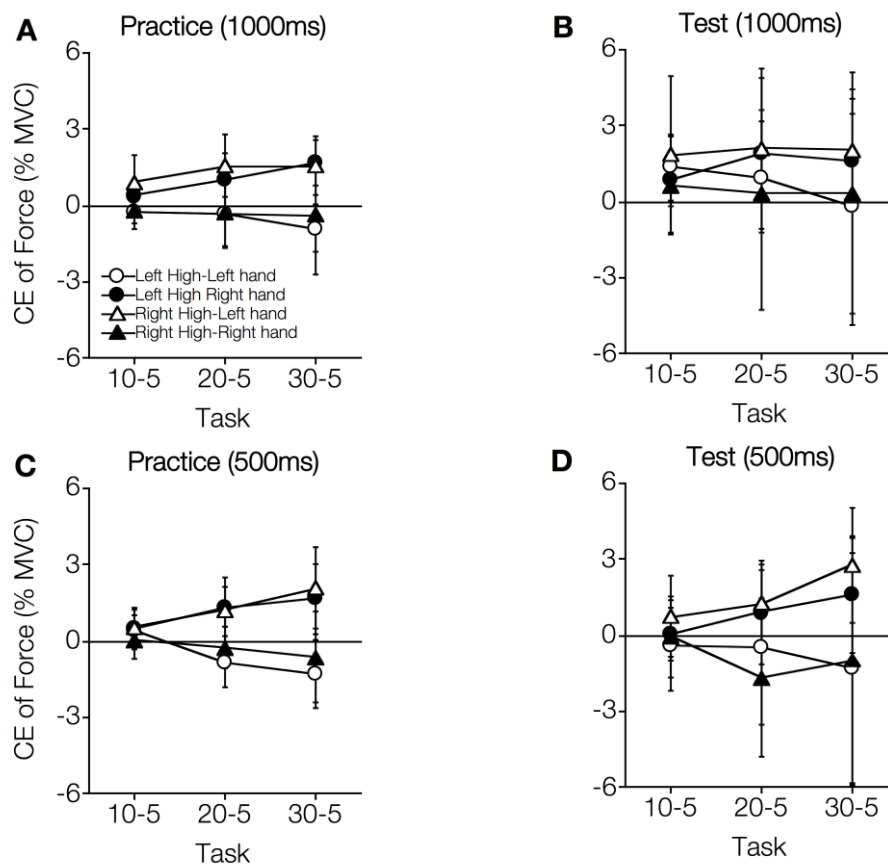 A
Practice (1000ms)
CE of Force (% MVC)
6
3
0
-3
-6
Left High-Left hand
Left High Right hand
Right High-Left hand
Right High-Right hand
10-5 20-5 30-5
Task
B
Test (1000ms)
6
3
0
-3
-6
10-5 20-5 30-5
Task
C
Practice (500ms)
CE of Force (% MVC)
6
3
0
-3
-6
10-5 20-5 30-5
Task
D
Test (500ms)
6
3
0
-3
-6
10-5 20-5 30-5
Task